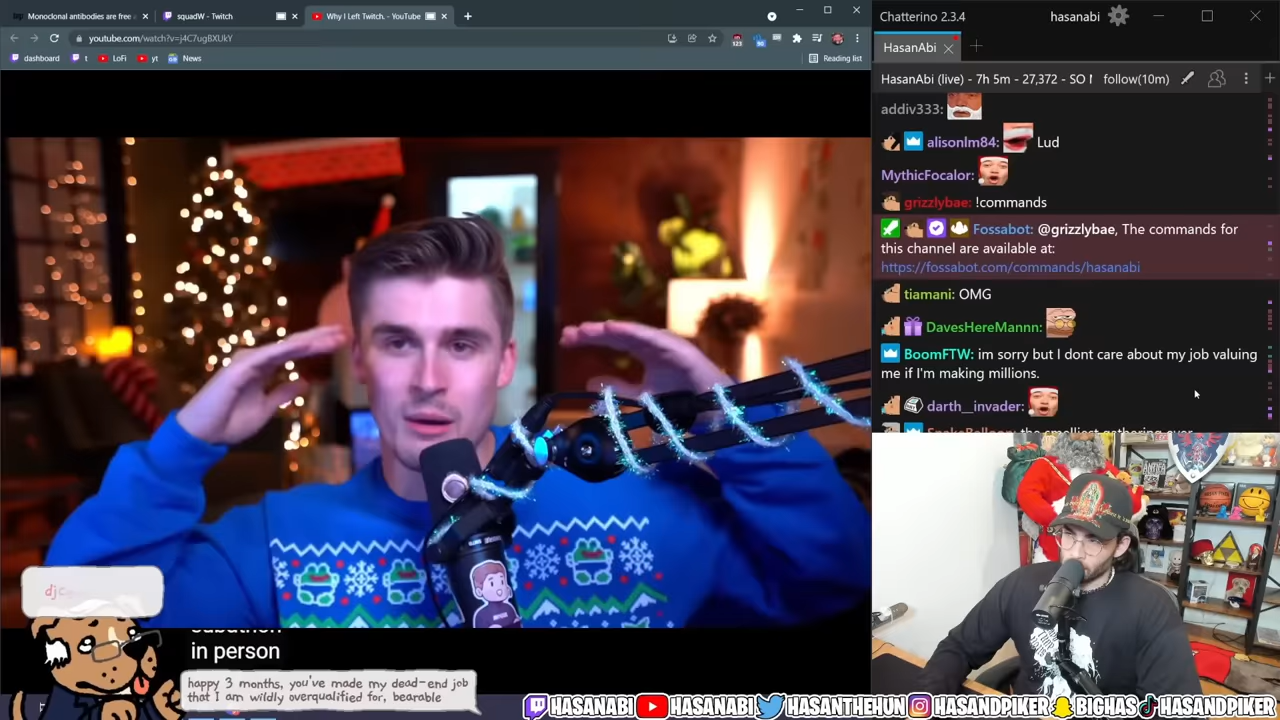 Monoclonal antibodies are free
squadW - Twitch
Why I Left Twitch. - YouTube
youtube.com/watch?v=j4C7ugBXUkY
dashboard
t
LoFi
yt
News
Reading list
in person
happy 3 months, you've made my dead-end job
that I am wildly overqualified for, bearable
Chatterino 2.3.4
hasanabi
HasanAbi
HasanAbi (live) - 7h 5m - 27,372 - SO
follow(10m)
addiv333:
alisonlm84: Lud
MythicFocalor:
grizzlybae: !commands
Fossabot: @grizzlybae, The commands for
this channel are available at:
https://fossabot.com/commands/hasanabi
tiamani: OMG
DavesHereMannn:
BoomFTW: im sorry but I dont care about my job valuing
me if I'm making millions.
darth__invader:
HASANABI
HASANABI
HASANTHEHUN
HASANDPIKER
BIGHAS
HASANDPIKER